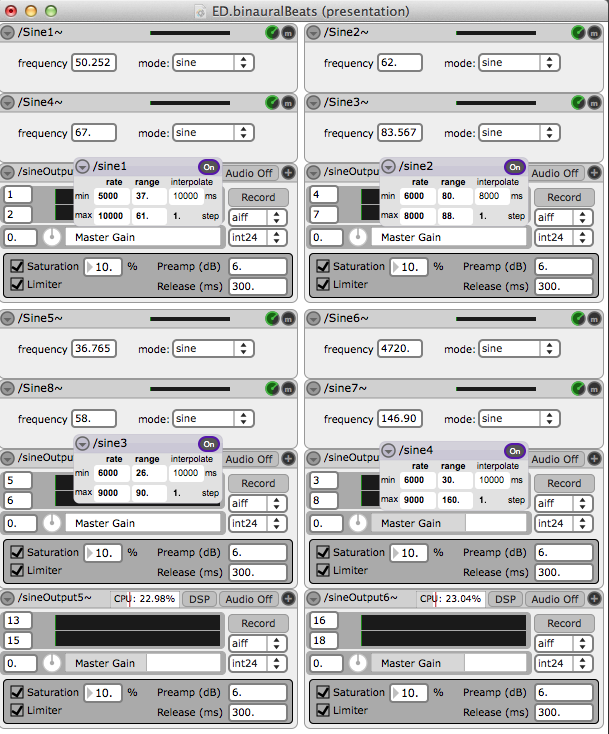 ED.binauralBeats (presentation)
/Sine1~ m
frequency 50.252 mode: sine
/Sine2~ m
frequency 62. mode: sine
/Sine4~ m
frequency 67. mode: sine
/Sine3~ m
frequency 83.567 mode: sine
/sineOutpu Audio Off +
/sine1 On
rate range interpolate
min 5000 37. 10000 ms
max 10000 61. 1. step
1
2
Record
aiff
0. Master Gain int24
Saturation 10. % Preamp (dB) 6.
Limiter Release (ms) 300.
/sineOutpu Audio Off +
/sine2 On
rate range interpolate
min 6000 80. 8000 ms
max 8000 88. 1. step
4
7
Record
aiff
0. Master Gain int24
Saturation 10. % Preamp (dB) 6.
Limiter Release (ms) 300.
/Sine5~ m
frequency 36.765 mode: sine
/Sine6~ m
frequency 4720. mode: sine
/Sine8~ m
frequency 58. mode: sine
/sine7~ m
frequency 146.90 mode: sine
/sineOutpu Audio Off +
/sine3 On
rate range interpolate
min 6000 26. 10000 ms
max 9000 90. 1. step
5
6
Record
aiff
0. Master Gain int24
Saturation 10. % Preamp (dB) 6.
Limiter Release (ms) 300.
/sineOutpu Audio Off +
/sine4 On
rate range interpolate
min 6000 30. 10000 ms
max 9000 160. 1. step
3
8
Record
aiff
0. Master Gain int24
Saturation 10. % Preamp (dB) 6.
Limiter Release (ms) 300.
/sineOutput5~ CPU: 22.98% DSP Audio Off +
13
15
Record
aiff
0. Master Gain int24
Saturation 10. % Preamp (dB) 6.
Limiter Release (ms) 300.
/sineOutput6~ CPU: 23.04% DSP Audio Off +
16
18
Record
aiff
0. Master Gain int24
Saturation 10. % Preamp (dB) 6.
Limiter Release (ms) 300.